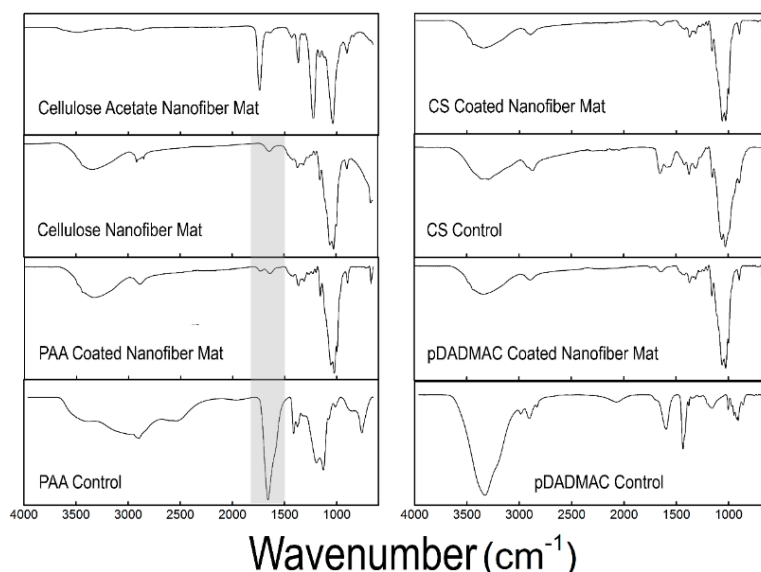 Cellulose Acetate Nanofiber Mat
Cellulose Nanofiber Mat
PAA Coated Nanofiber Mat
PAA Control
4000 3500 3000 2500 2000 1500 1000
CS Coated Nanofiber Mat
CS Control
pDADMAC Coated Nanofiber Mat
pDADMAC Control
4000 3500 3000 2500 2000 1500 1000
Wavenumber (cm⁻¹)